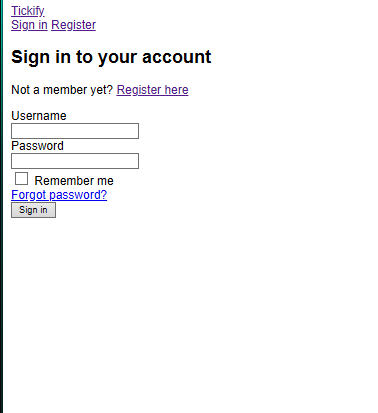 Tickify
Sign in Register
Sign in to your account
Not a member yet? Register here
Username
Password
Remember me
Forgot password?
Sign in